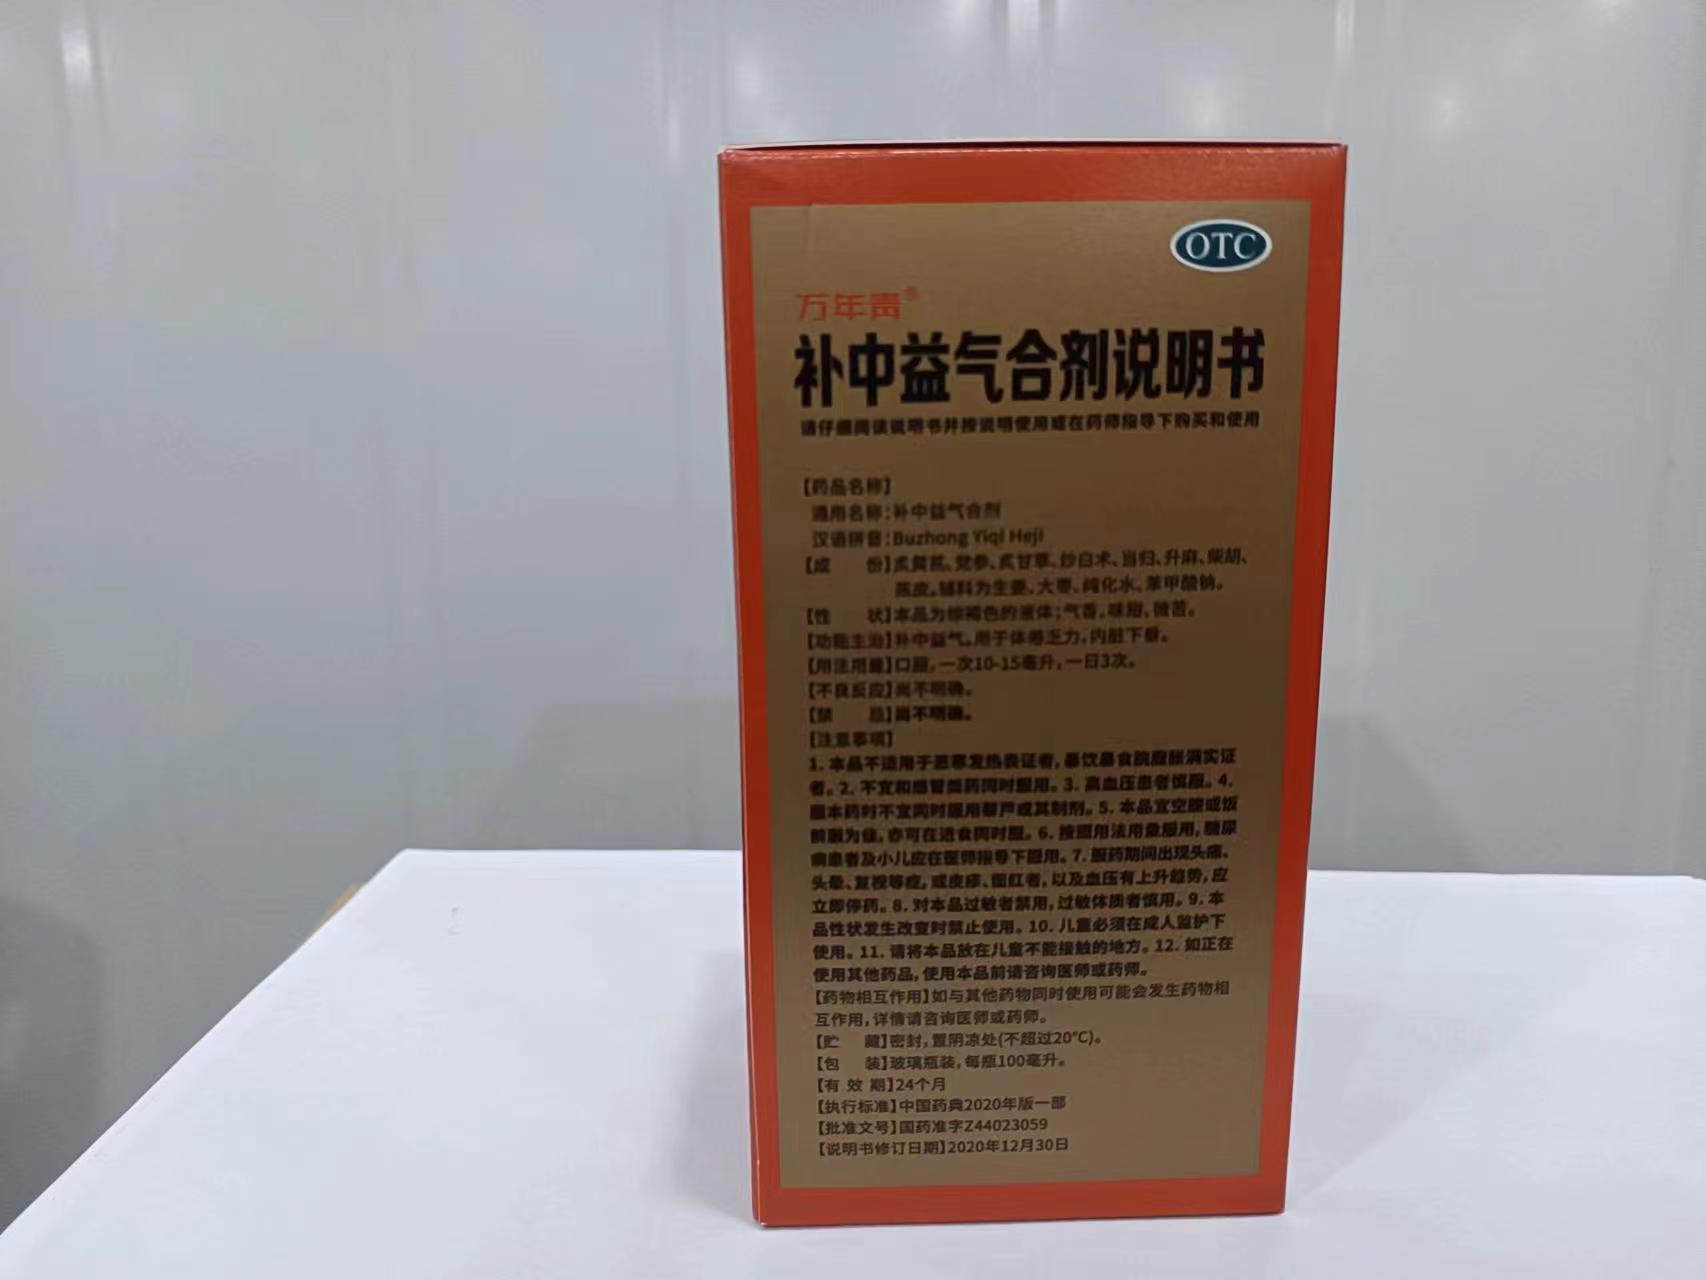 OTC
万年青®
补中益气合剂说明书
请仔细阅读说明书并按说明使用或在药师指导下购买和使用
【药品名称】
通用名称：补中益气合剂
汉语拼音：Buzhong Yiqi Heji
【成 份】炙黄芪、党参、炙甘草、炒白术、当归、升麻、柴胡、
陈皮。辅料为生姜、大枣、纯化水、苯甲酸钠。
【性 状】本品为棕褐色的液体；气香，味甜、微苦。
【功能主治】补中益气。用于体倦乏力，内脏下垂。
【用法用量】口服，一次10-15毫升，一日3次。
【不良反应】尚不明确。
【禁 忌】尚不明确。
【注意事项】
1. 本品不适用于恶寒发热表证者，暴饮暴食脘腹胀满实证
者。2. 不宜和感冒类药同时服用。3. 高血压患者慎服。4.
服本药时不宜同时服用藜芦或其制剂。5. 本品宜空腹或饭
前服为佳，亦可在进食同时服。6. 按照用法用量服用，糖尿
病患者及小儿应在医师指导下服用。7. 服药期间出现头痛、
头晕、复视等症，或皮疹、面红者，以及血压有上升趋势，应
立即停药。8. 对本品过敏者禁用，过敏体质者慎用。9. 本
品性状发生改变时禁止使用。10. 儿童必须在成人监护下
使用。11. 请将本品放在儿童不能接触的地方。12. 如正在
使用其他药品，使用本品前请咨询医师或药师。
【药物相互作用】如与其他药物同时使用可能会发生药物相
互作用，详情请咨询医师或药师。
【贮 藏】密封，置阴凉处(不超过20°C)。
【包 装】玻璃瓶装，每瓶100毫升。
【有 效 期】24个月
【执行标准】中国药典2020年版一部
【批准文号】国药准字Z44023059
【说明书修订日期】2020年12月30日